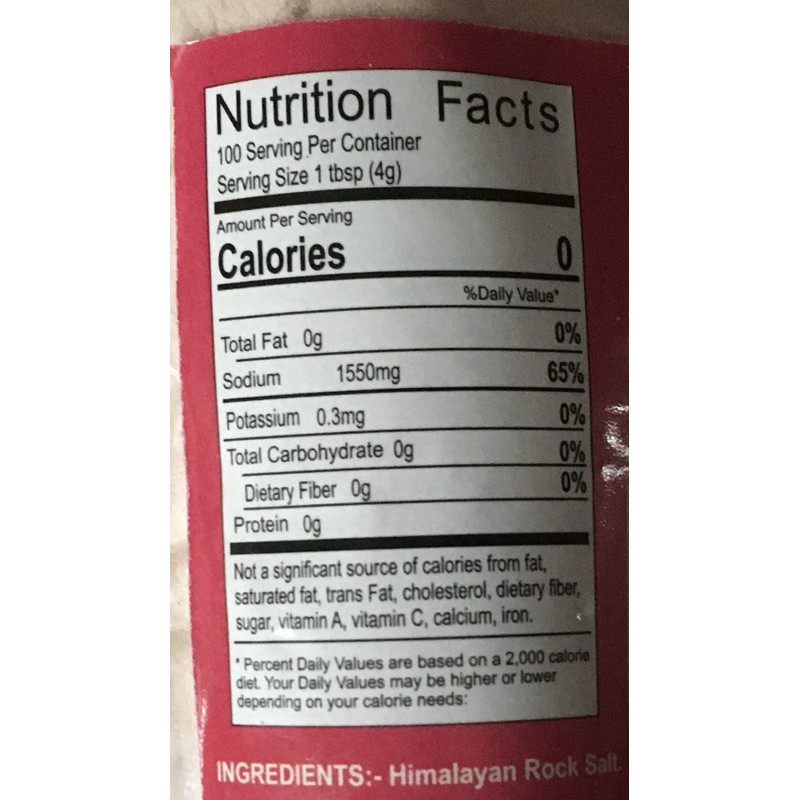 Nutrition Facts
100 Serving Per Container
Serving Size 1 tbsp (4g)
Amount Per Serving
Calories 0
%Daily Value*
Total Fat 0g 0%
Sodium 1550mg 65%
Potassium 0.3mg 0%
Total Carbohydrate 0g 0%
Dietary Fiber 0g 0%
Protein 0g
Not a significant source of calories from fat,
saturated fat, trans Fat, cholesterol, dietary fiber,
sugar, vitamin A, vitamin C, calcium, iron.
* Percent Daily Values are based on a 2,000 calorie
diet. Your Daily Values may be higher or lower
depending on your calorie needs:
INGREDIENTS:- Himalayan Rock Salt.